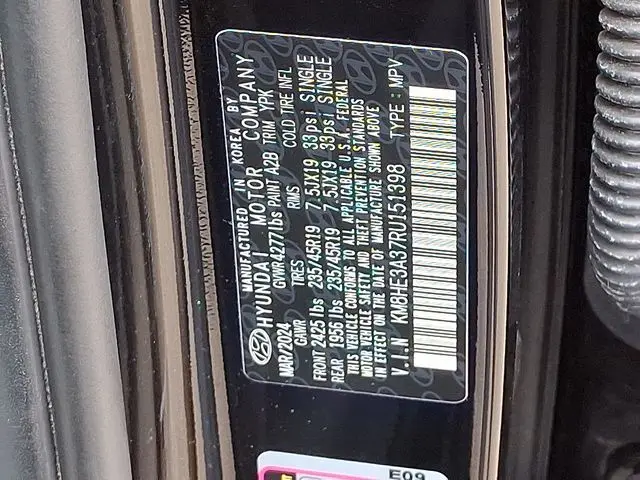 MANUFACTURED IN KOREA BY
HYUNDAI MOTOR COMPANY
MAR/2024 GVWR 4277lbs PAINT A2B TRIM YPK
GAWR TIRES RIMS COLD TIRE INFL
FRONT 2425 lbs 235/45R19 7.5JX19 33psi SINGLE
REAR 1956 lbs 235/45R19 7.5JX19 33psi SINGLE
THIS VEHICLE CONFORMS TO ALL APPLICABLE U.S.A. FEDERAL
MOTOR VEHICLE SAFETY AND THEFT PREVENTION STANDARDS
IN EFFECT ON THE DATE OF MANUFACTURE SHOWN ABOVE
V.I.N KM8HE3A37RU151398 TYPE : MPV
E09